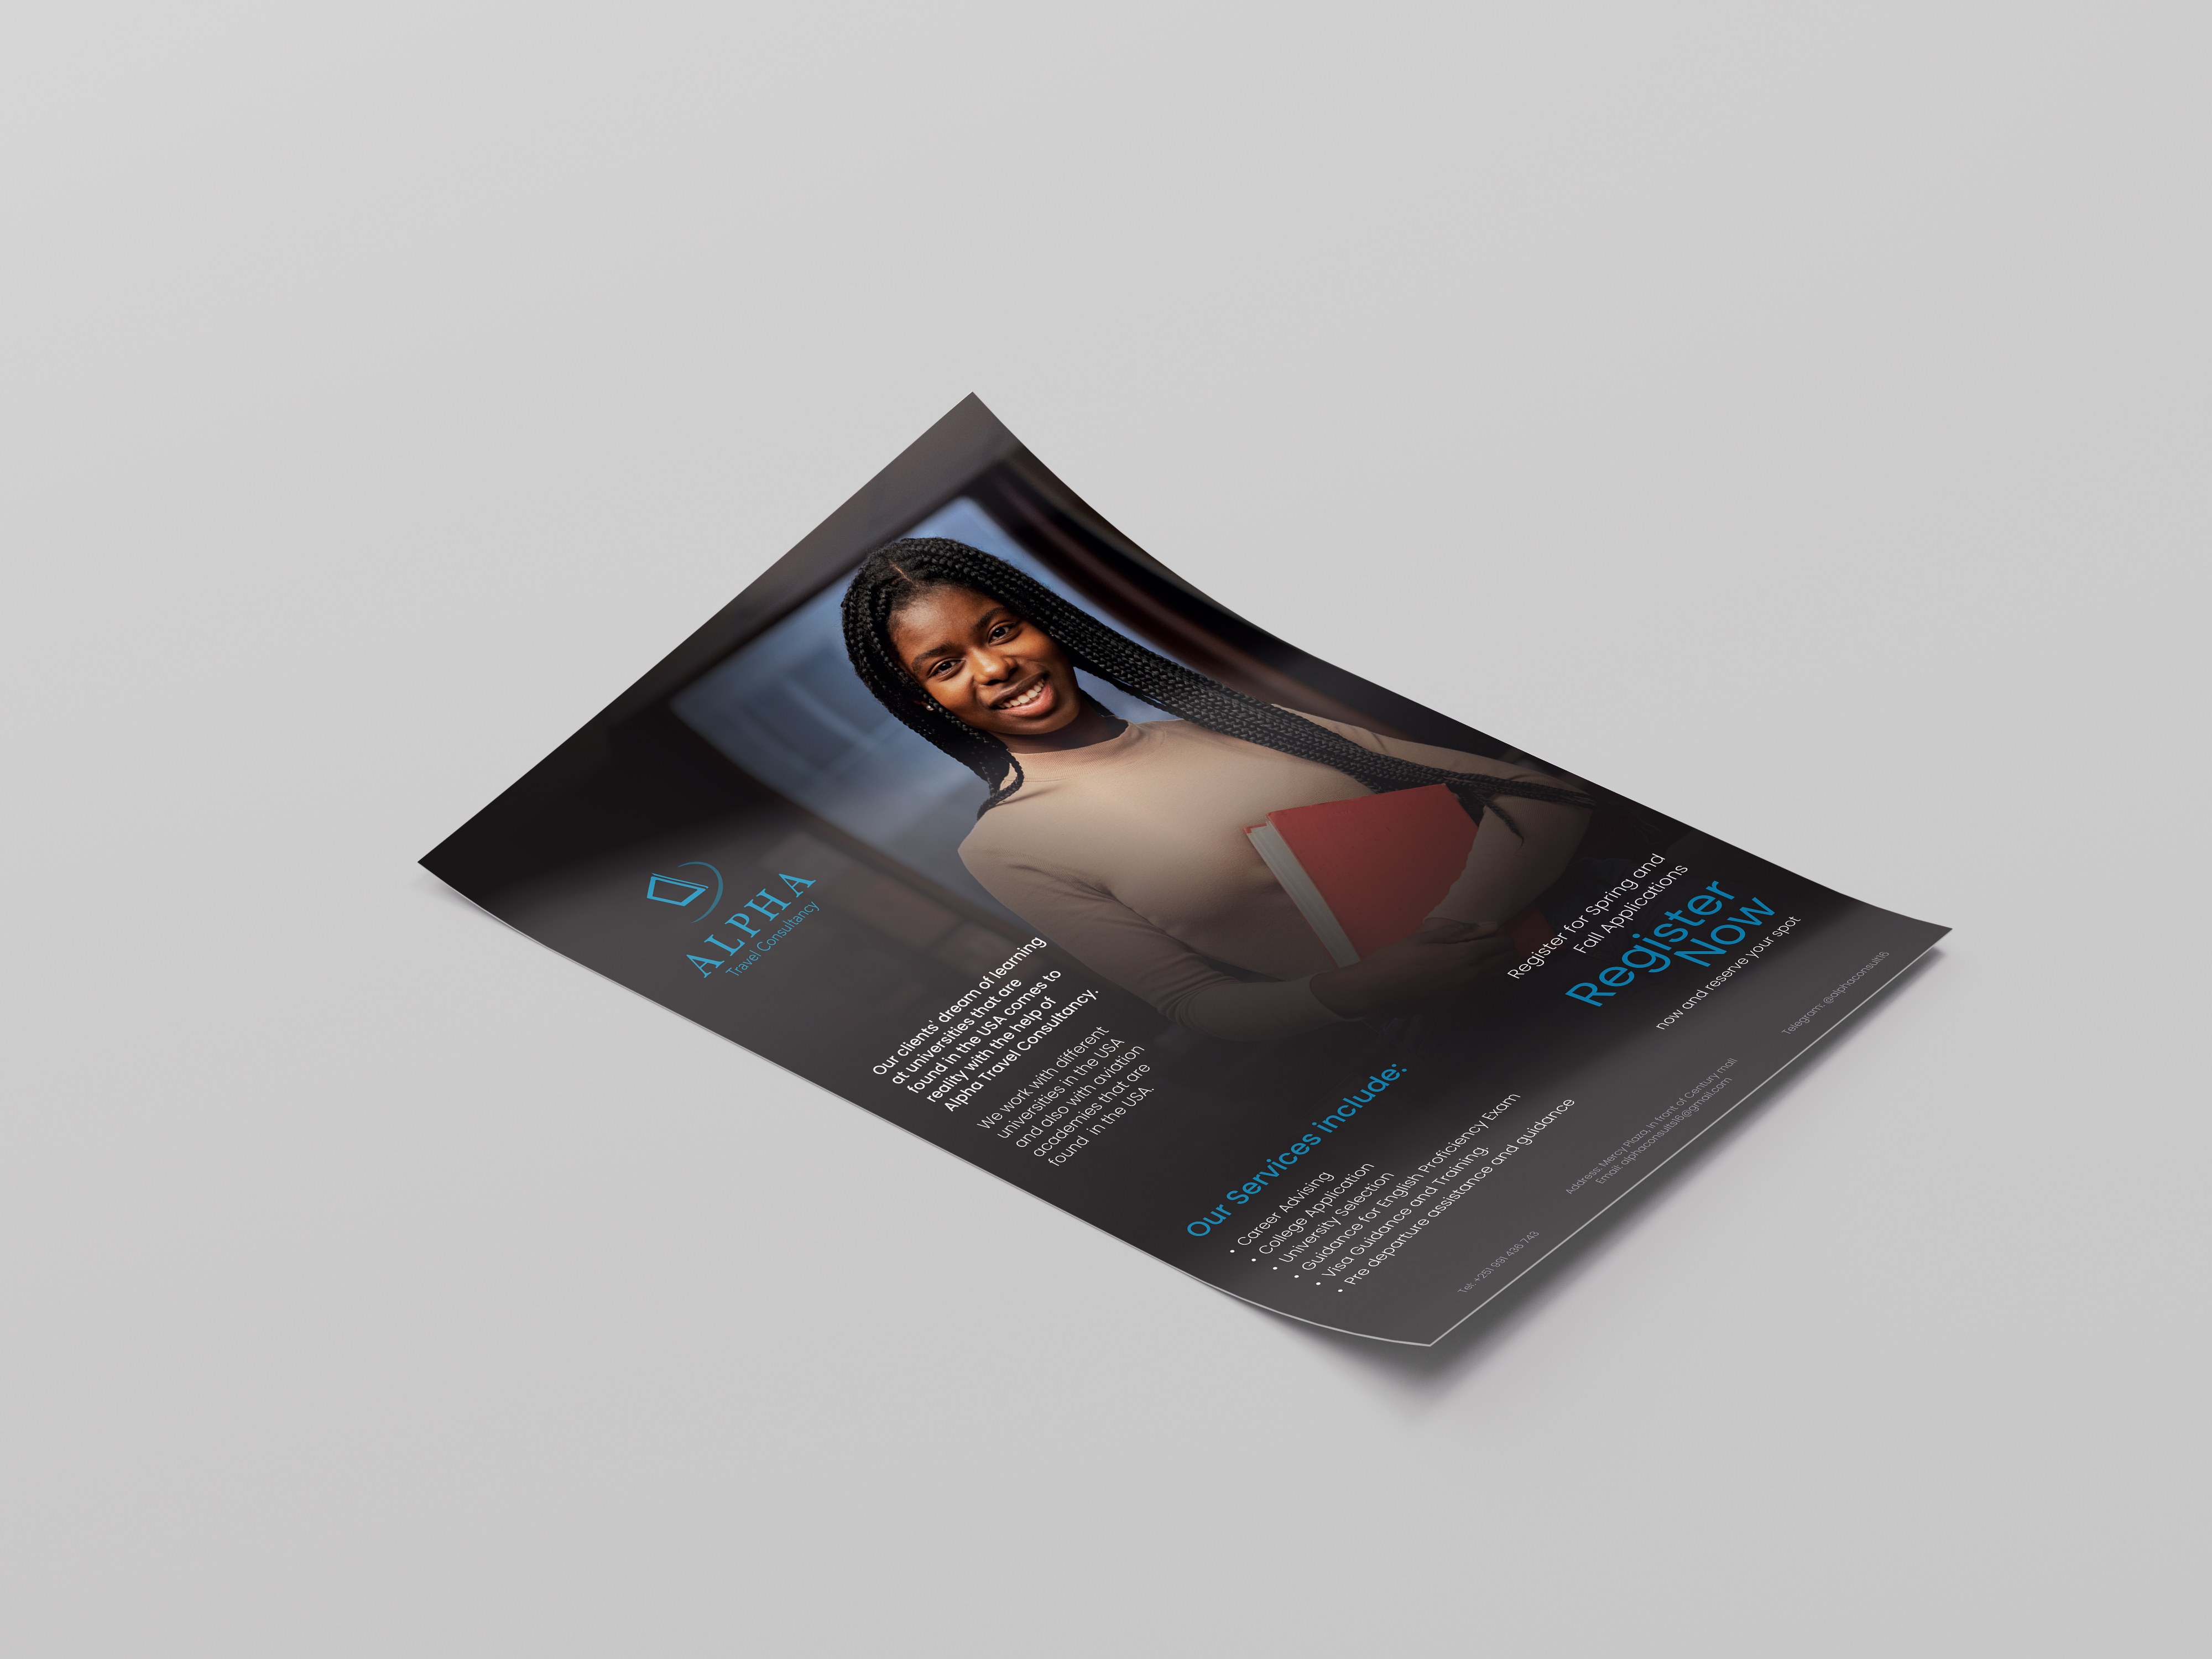 ALPHA
Travel Consultancy
Our clients' dream of learning
at universities that are
found in the USA comes to
reality with the help of
Alpha Travel Consultancy.
We work with different
universities in the USA
and also with aviation
academies that are
found in the USA.
Register for Spring and
Fall Applications
Register
Now
now and reserve your spot
Our Services include:
• Career Advising
• College Application
• University Selection
• Guidance for English Proficiency Exam
• Visa Guidance and Training.
• Pre departure assistance and guidance
Tel: +251 991 436 743
Address: Mercy Plaza, In front of Century mall
Email: alphaconsult16@gmail.com
Telegram: @alphaconsult16